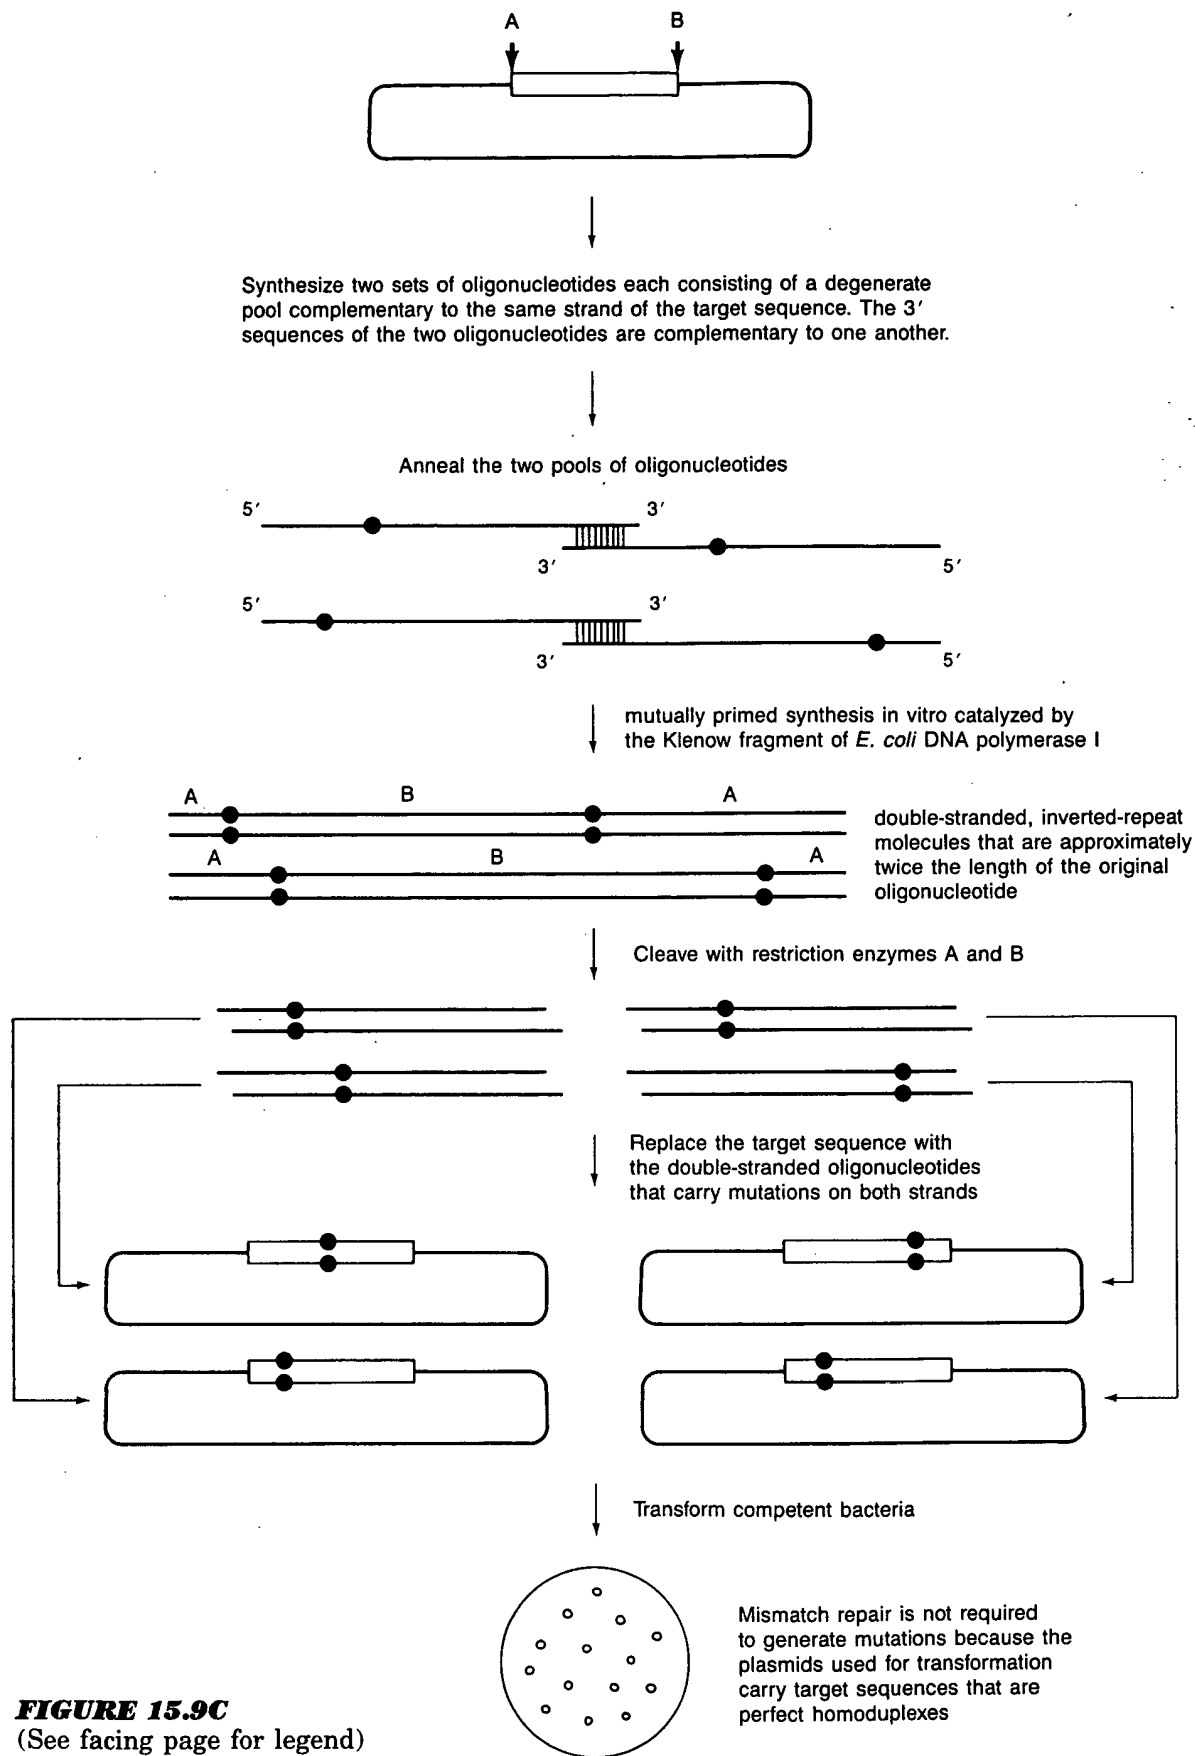 A B
Synthesize two sets of oligonucleotides each consisting of a degenerate
pool complementary to the same strand of the target sequence. The 3′
sequences of the two oligonucleotides are complementary to one another.
Anneal the two pools of oligonucleotides
5′ 3′
3′ 5′
5′ 3′
3′ 5′
mutually primed synthesis in vitro catalyzed by
the Klenow fragment of E. coli DNA polymerase I
A B A
A B A
double-stranded, inverted-repeat
molecules that are approximately
twice the length of the original
oligonucleotide
Cleave with restriction enzymes A and B
Replace the target sequence with
the double-stranded oligonucleotides
that carry mutations on both strands
Transform competent bacteria
Mismatch repair is not required
to generate mutations because the
plasmids used for transformation
carry target sequences that are
perfect homoduplexes
FIGURE 15.9C
(See facing page for legend)